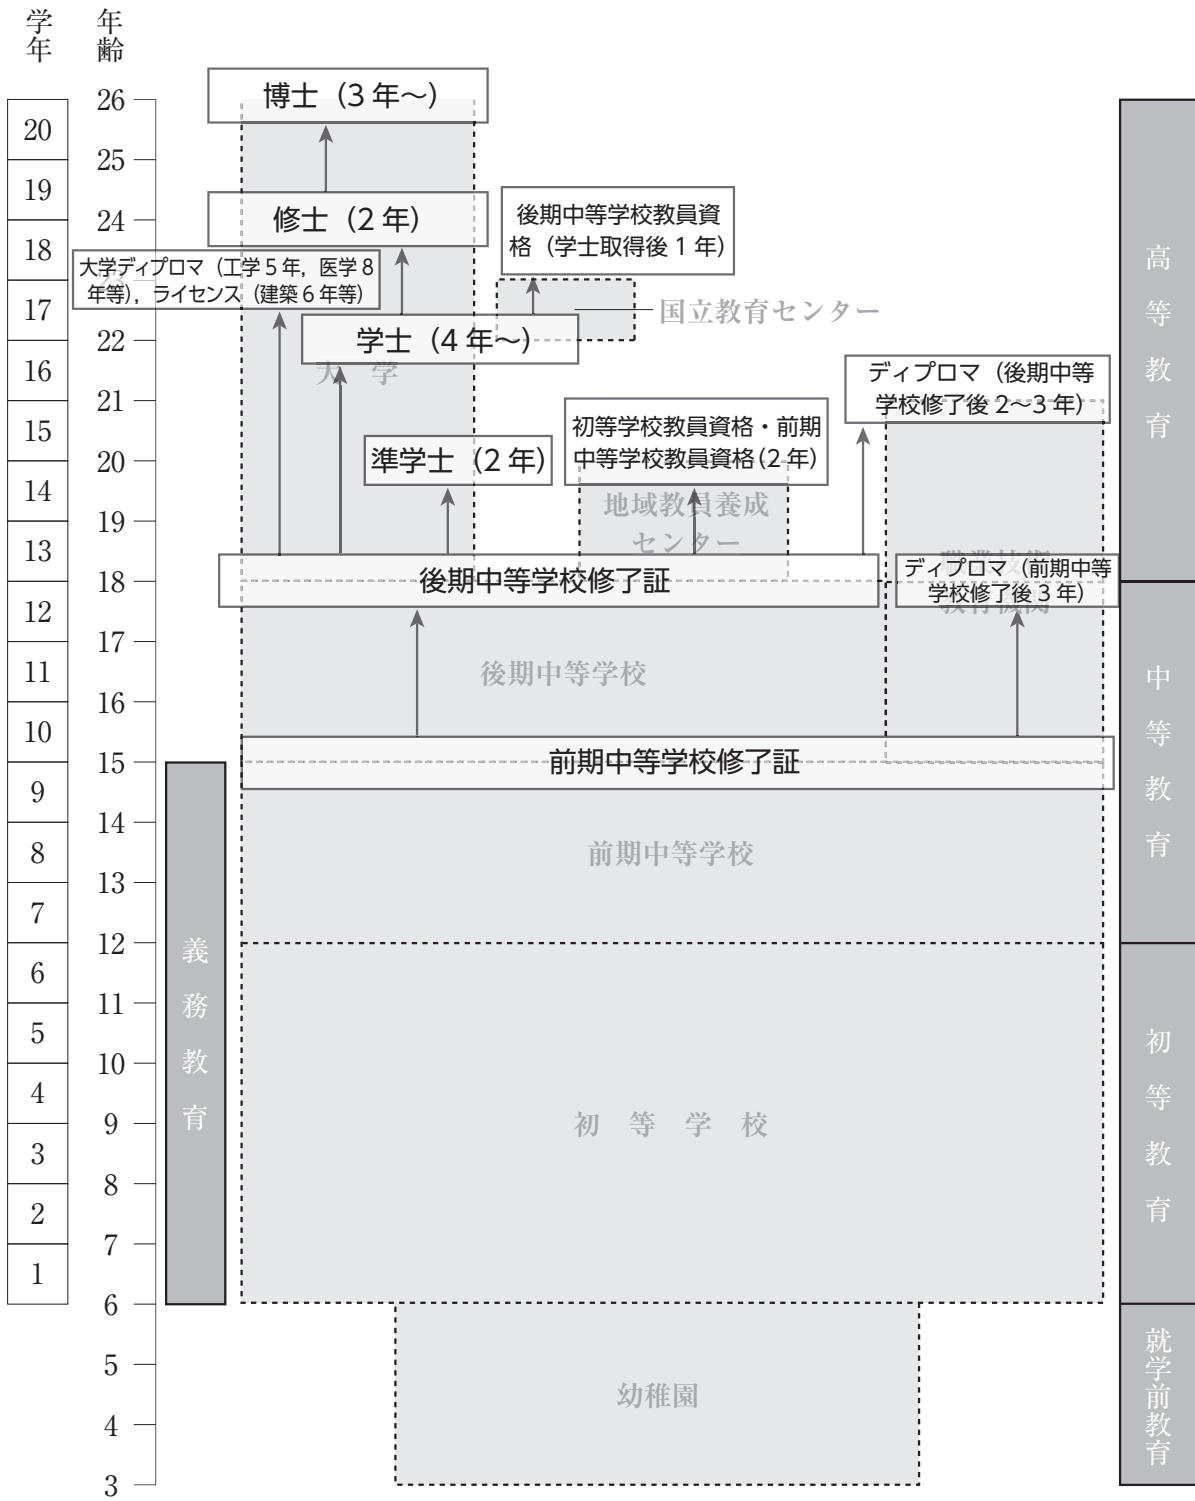 学年
年齢
26
20
25
19
24
18
23
17
22
16
21
15
20
14
19
13
18
12
17
11
16
10
15
9
14
8
13
7
12
6
11
5
10
4
9
3
8
2
7
1
6
5
4
3
博士（3 年～）
修士（2 年）
後期中等学校教員資
格（学士取得後 1 年）
大学ディプロマ（工学 5 年，医学 8
年等），ライセンス（建築 6 年等）
国立教育センター
学士（4 年～）
大　学
ディプロマ（後期中等
学校修了後 2～3 年）
初等学校教員資格・前期
中等学校教員資格（2 年）
準学士（2 年）
地域教員養成
センター
職業技術
教育機関
後期中等学校修了証
ディプロマ（前期中等
学校修了後 3 年）
後期中等学校
前期中等学校修了証
前期中等学校
初　等　学　校
幼稚園
義務教育
高等教育
中等教育
初等教育
就学前教育